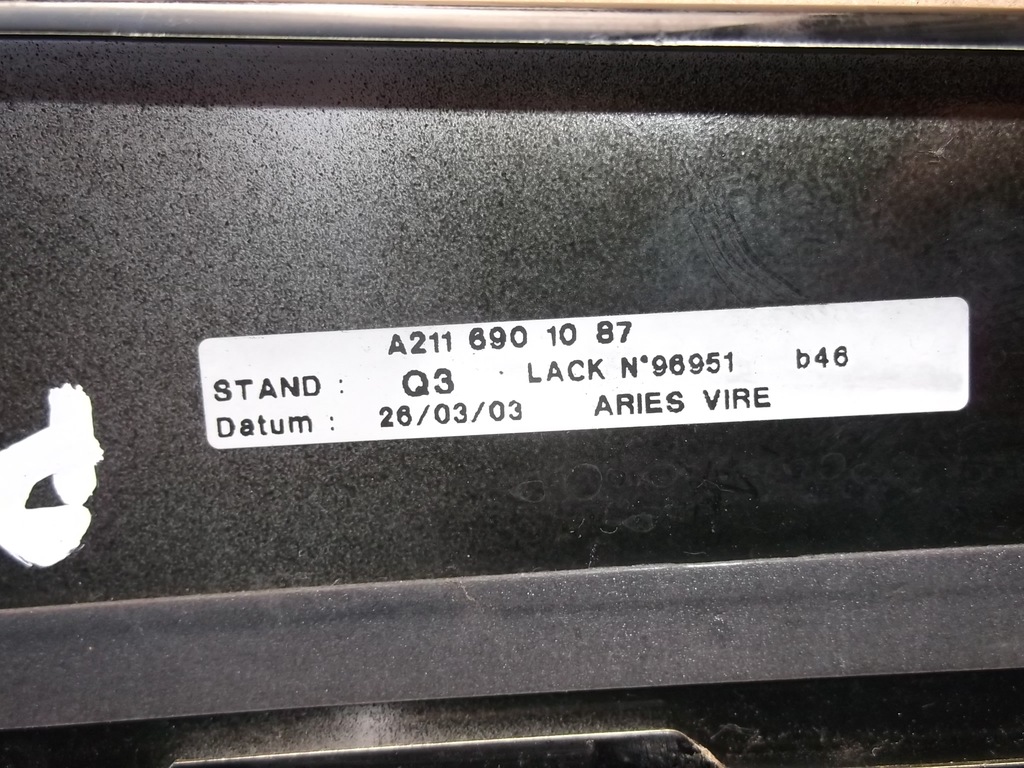 A211 690 10 87
STAND : Q3 LACK N°96951 b46
Datum : 26/03/03 ARIES VIRE